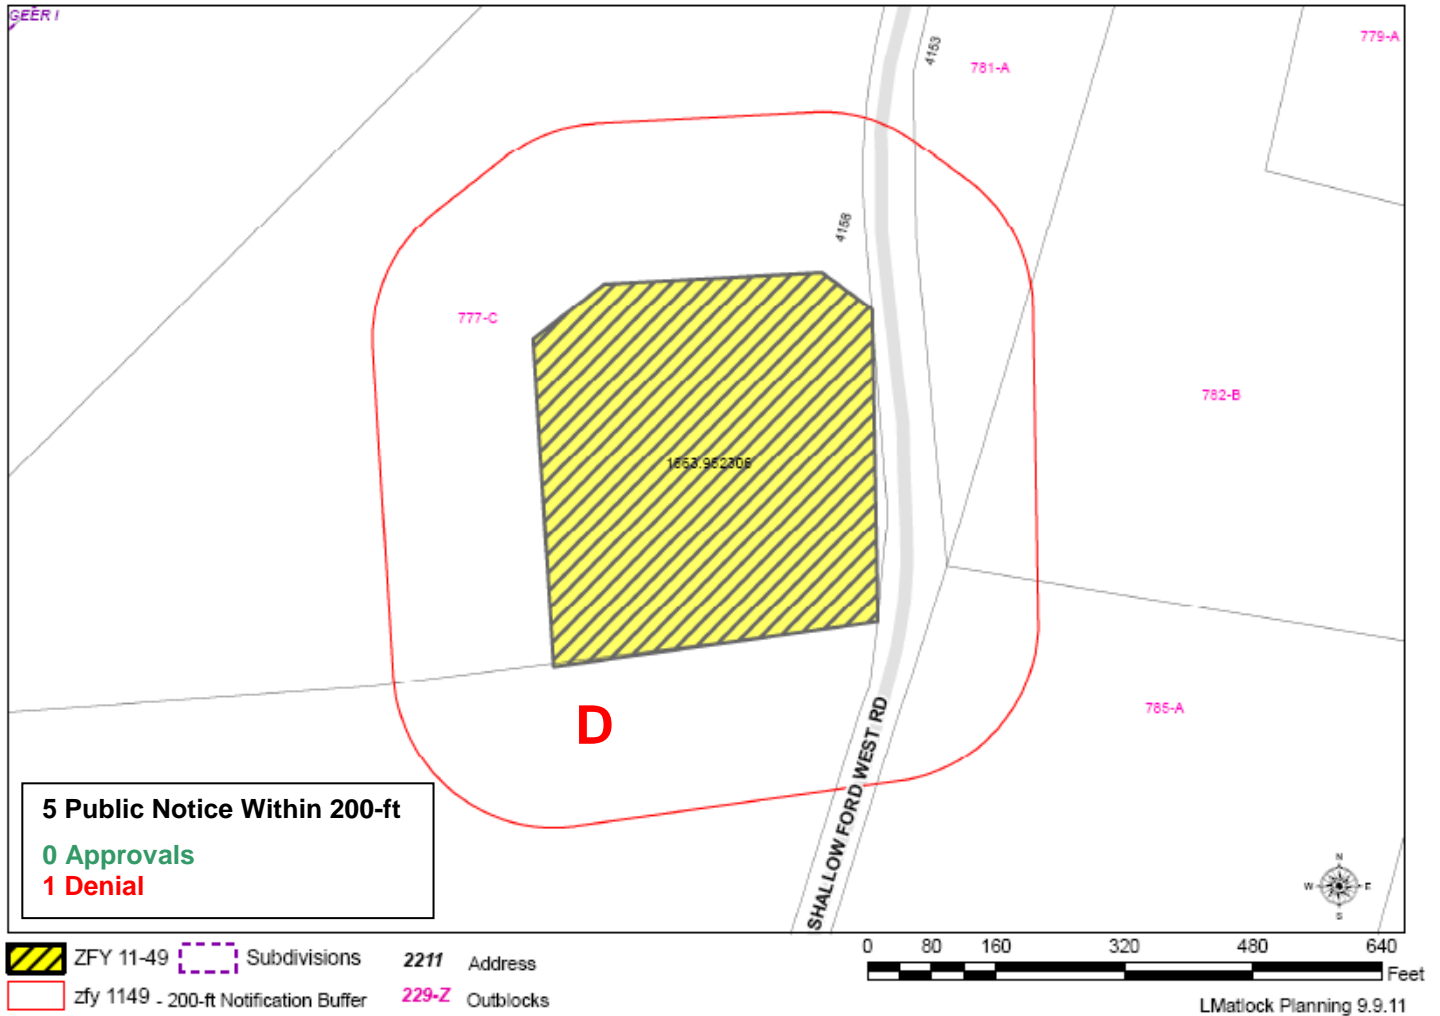 GEER I
4153
781-A
779-A
4158
777-C
782-B
1663.952306
785-A
D
SHALLOW FORD WEST RD
5 Public Notice Within 200-ft
0 Approvals
1 Denial
N
W E
S
ZFY 11-49 Subdivisions 2211 Address
zfy 1149 - 200-ft Notification Buffer 229-Z Outblocks
0 80 160 320 480 640
Feet
LMatlock Planning 9.9.11